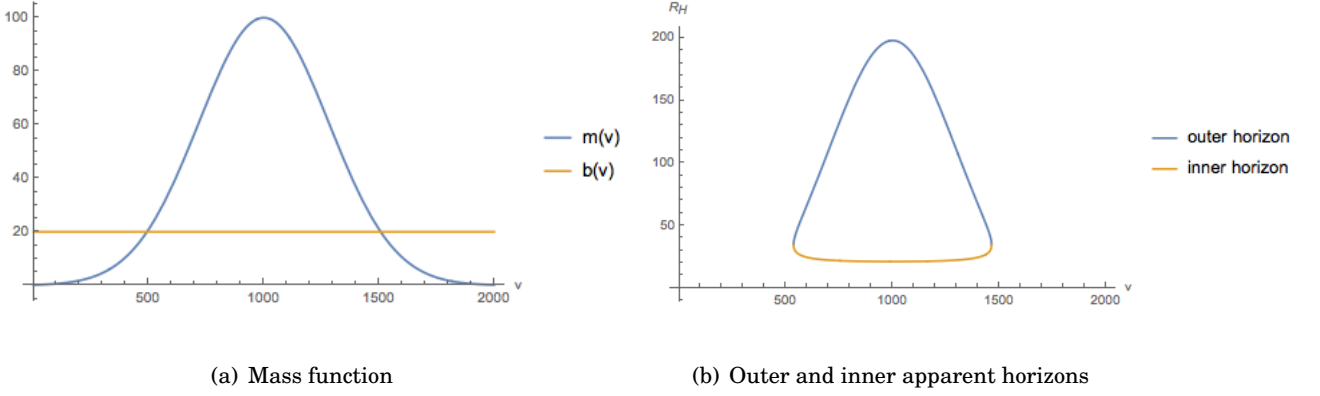 100
80
60
40
20
500
1000
1500
2000
v
m(v)
b(v)
R_H
200
150
100
50
500
1000
1500
2000
v
outer horizon
inner horizon
(a) Mass function
(b) Outer and inner apparent horizons